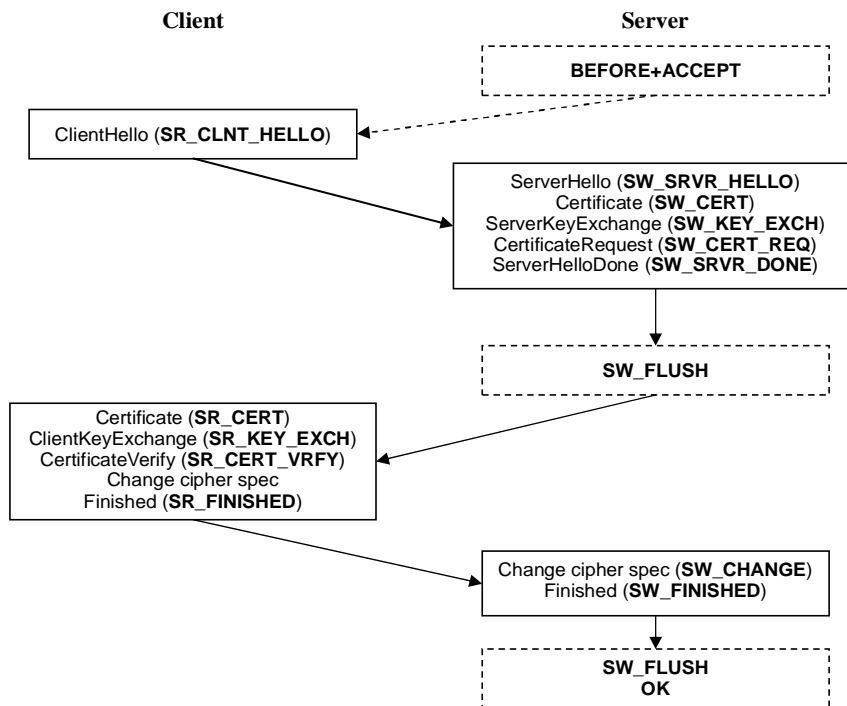 Client
Server
BEFORE+ACCEPT
ClientHello (SR_CLNT_HELLO)
ServerHello (SW_SRVR_HELLO)
Certificate (SW_CERT)
ServerKeyExchange (SW_KEY_EXCH)
CertificateRequest (SW_CERT_REQ)
ServerHelloDone (SW_SRVR_DONE)
SW_FLUSH
Certificate (SR_CERT)
ClientKeyExchange (SR_KEY_EXCH)
CertificateVerify (SR_CERT_VRFY)
Change cipher spec
Finished (SR_FINISHED)
Change cipher spec (SW_CHANGE)
Finished (SW_FINISHED)
SW_FLUSH
OK